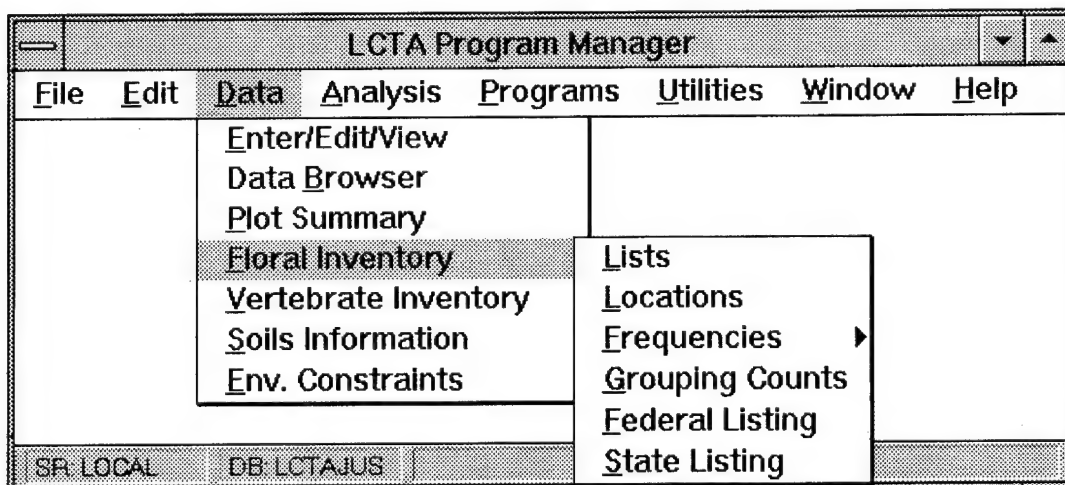 LCTA Program Manager
File Edit Data Analysis Programs Utilities Window Help
Enter/Edit/View
Data Browser
Plot Summary
Floral Inventory
Vertebrate Inventory
Soils Information
Env. Constraints
Lists
Locations
Frequencies
Grouping Counts
Federal Listing
State Listing
SR: LOCAL DB: LCTAJUS